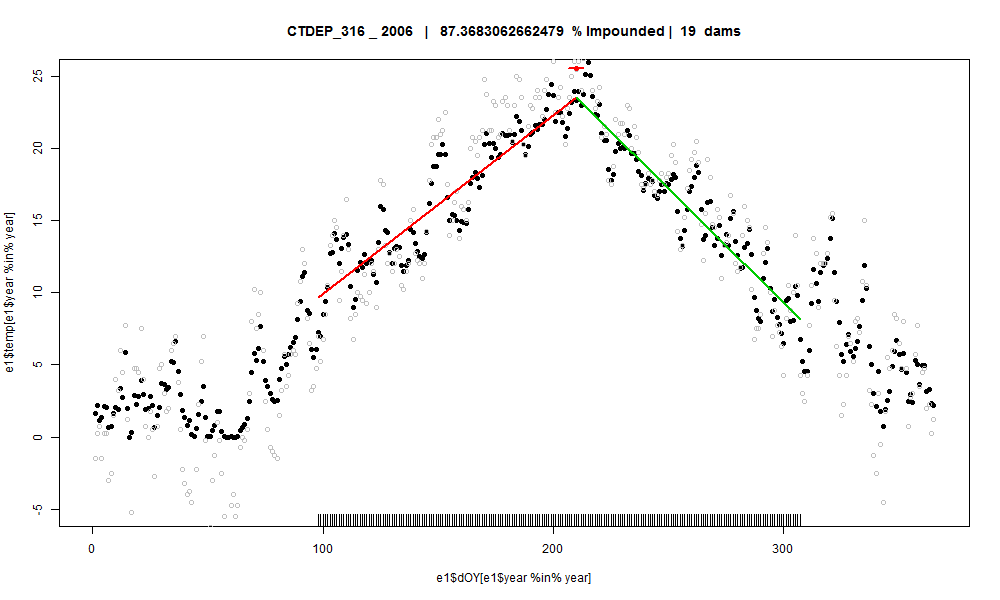 CTDEP_316 _ 2006 | 87.3683062662479 % Impounded | 19 dams
e1$temp[e1$year %in% year]
25
20
15
10
5
0
-5
0 100 200 300
e1$dOY[e1$year %in% year]